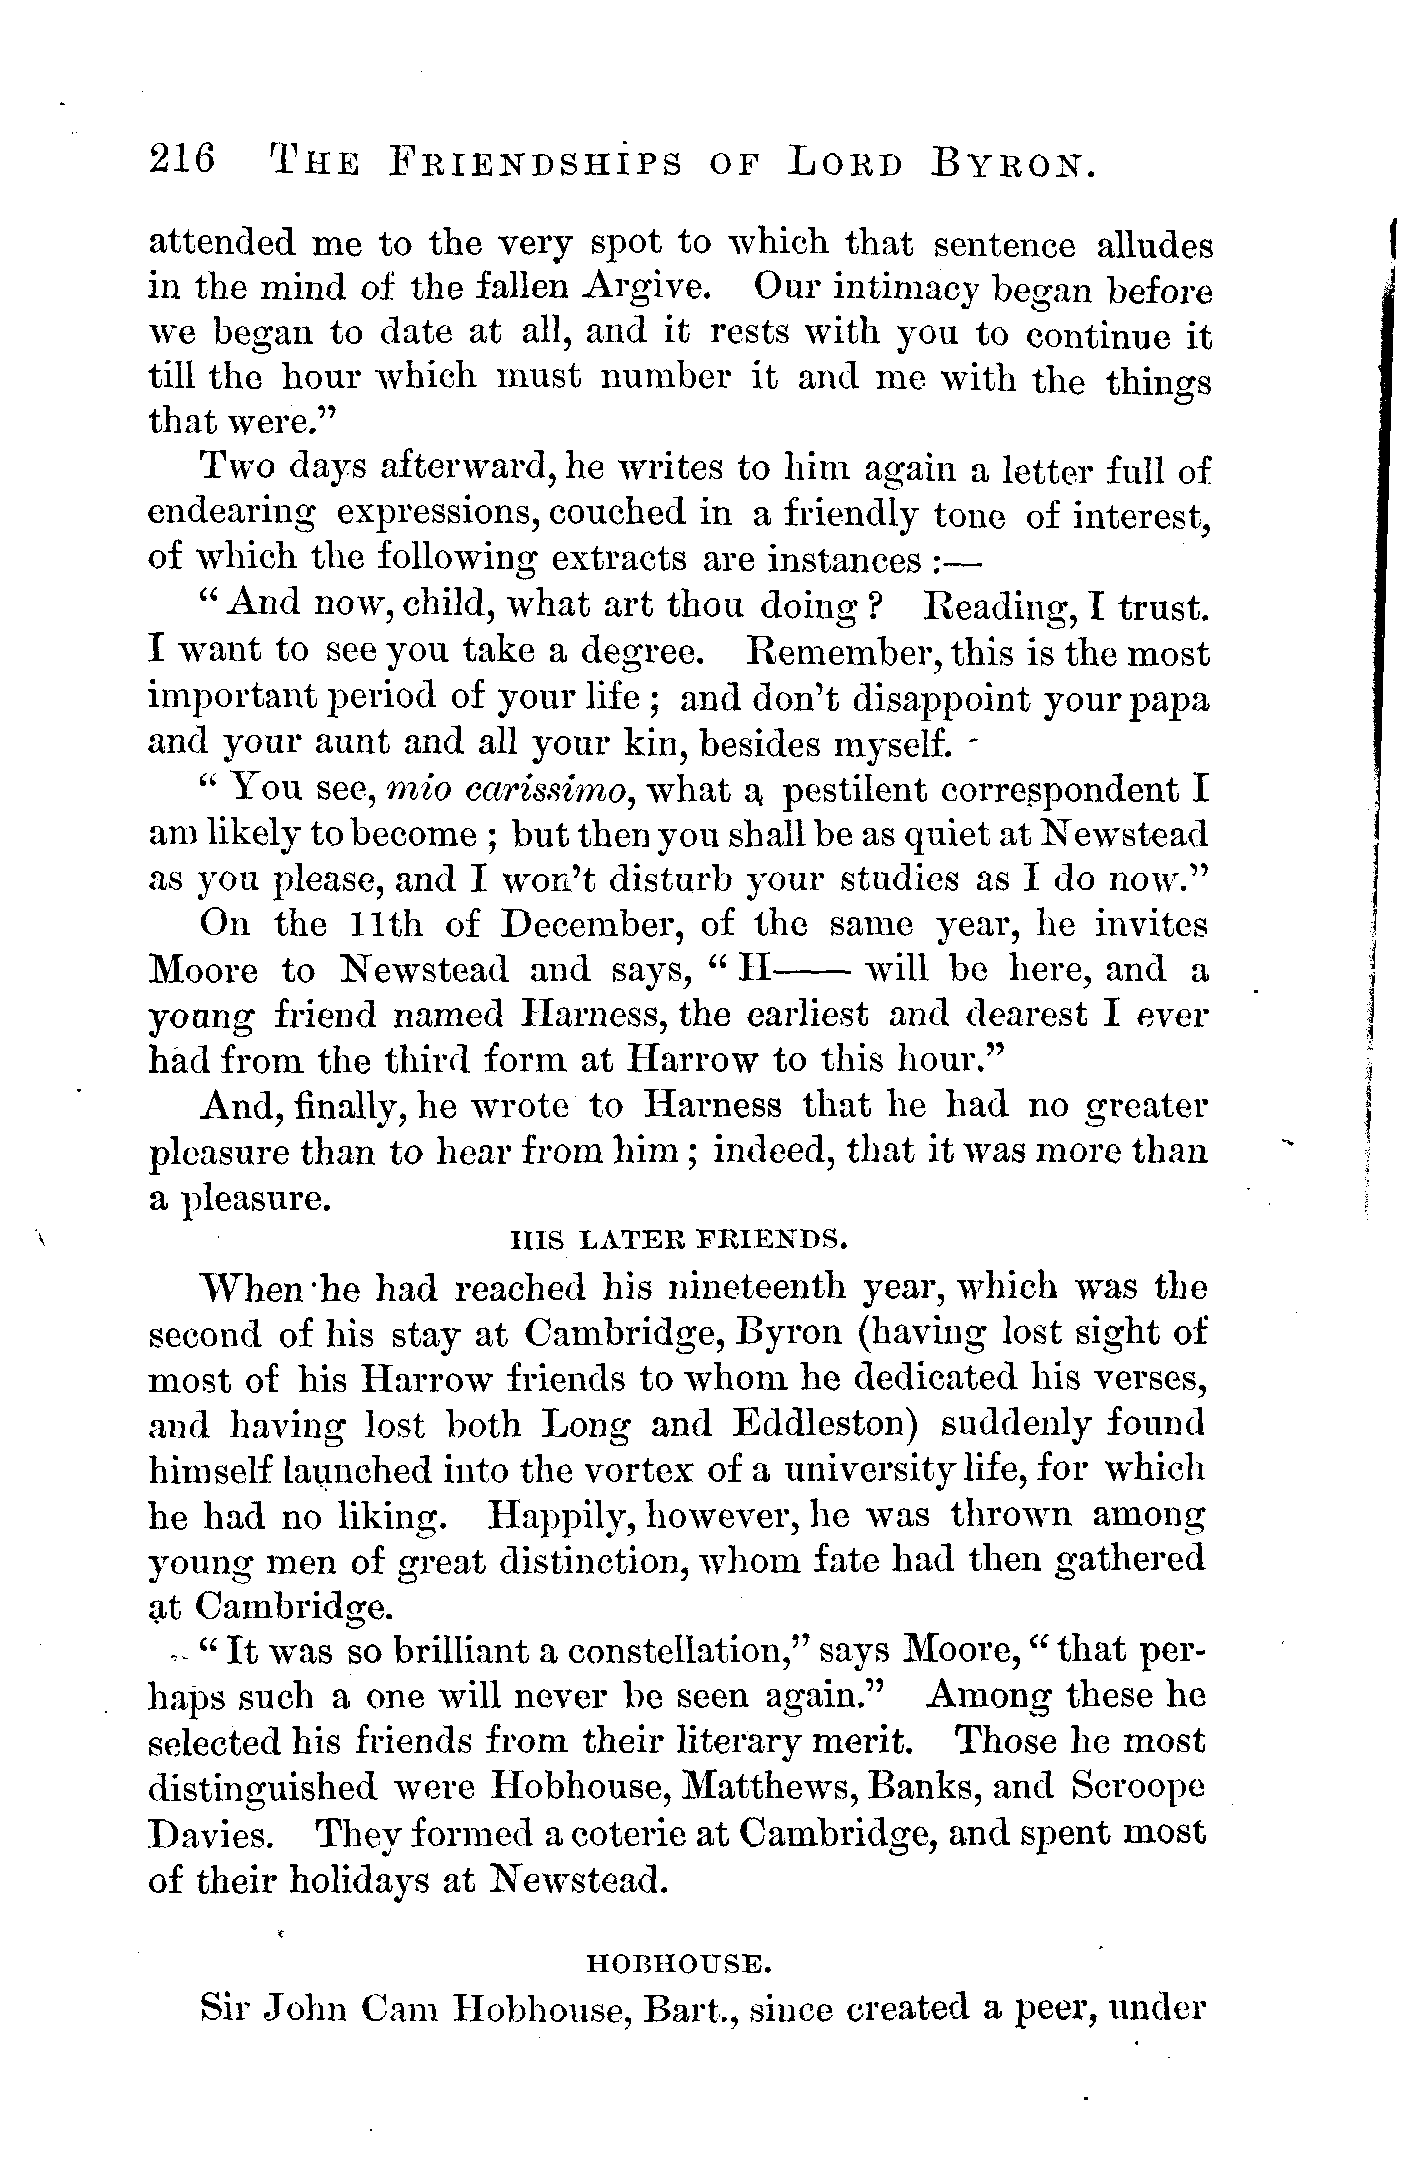 216 THE FRIENDSHIPS OF LORD BYRON.
attended me to the very spot to which that sentence alludes
in the mind of the fallen Argive. Our intimacy began before
we began to date at all, and it rests with you to continue it
till the hour which must number it and me with the things
that were."
Two days afterward, he writes to him again a letter full of
endearing expressions, couched in a friendly tone of interest,
of which the following extracts are instances :—
" And now, child, what art thou doing ? Reading, I trust.
I want to see you take a degree. Remember, this is the most
important period of your life ; and don't disappoint your papa
and your aunt and all your kin, besides myself.
" You see, mio carissimo, what a pestilent correspondent I
am likely to become ; but then you shall be as quiet at Newstead
as you please, and I won't disturb your studies as I do now."
On the 11th of December, of the same year, he invites
Moore to Newstead and says, " H—— will be here, and a
young friend named Harness, the earliest and dearest I ever
had from the third form at Harrow to this hour."
And, finally, he wrote to Harness that he had no greater
pleasure than to hear from him ; indeed, that it was more than
a pleasure.
HIS LATER FRIENDS.
When he had reached his nineteenth year, which was the
second of his stay at Cambridge, Byron (having lost sight of
most of his Harrow friends to whom he dedicated his verses,
and having lost both Long and Eddleston) suddenly found
himself launched into the vortex of a university life, for which
he had no liking. Happily, however, he was thrown among
young men of great distinction, whom fate had then gathered
at Cambridge.
" It was so brilliant a constellation," says Moore, " that per-
haps such a one will never be seen again." Among these he
selected his friends from their literary merit. Those he most
distinguished were Hobhouse, Matthews, Banks, and Scroope
Davies. They formed a coterie at Cambridge, and spent most
of their holidays at Newstead.
HOBHOUSE.
Sir John Cam Hobhouse, Bart., since created a peer, under